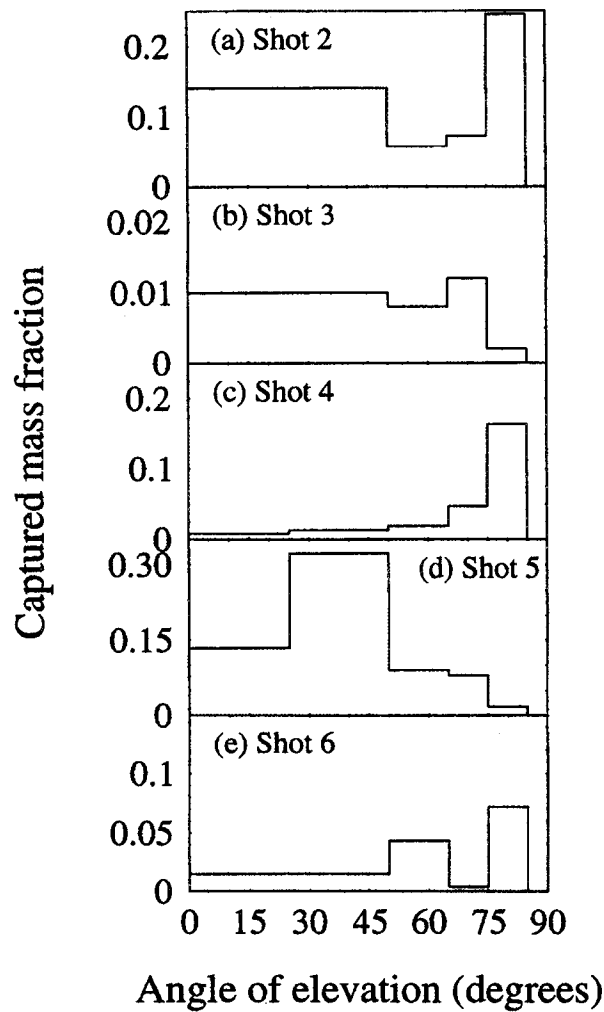 Captured mass fraction
(a) Shot 2
0.2
0.1
0
(b) Shot 3
0.02
0.01
0
(c) Shot 4
0.2
0.1
0
(d) Shot 5
0.30
0.15
0
(e) Shot 6
0.1
0.05
0
0 15 30 45 60 75 90
Angle of elevation (degrees)